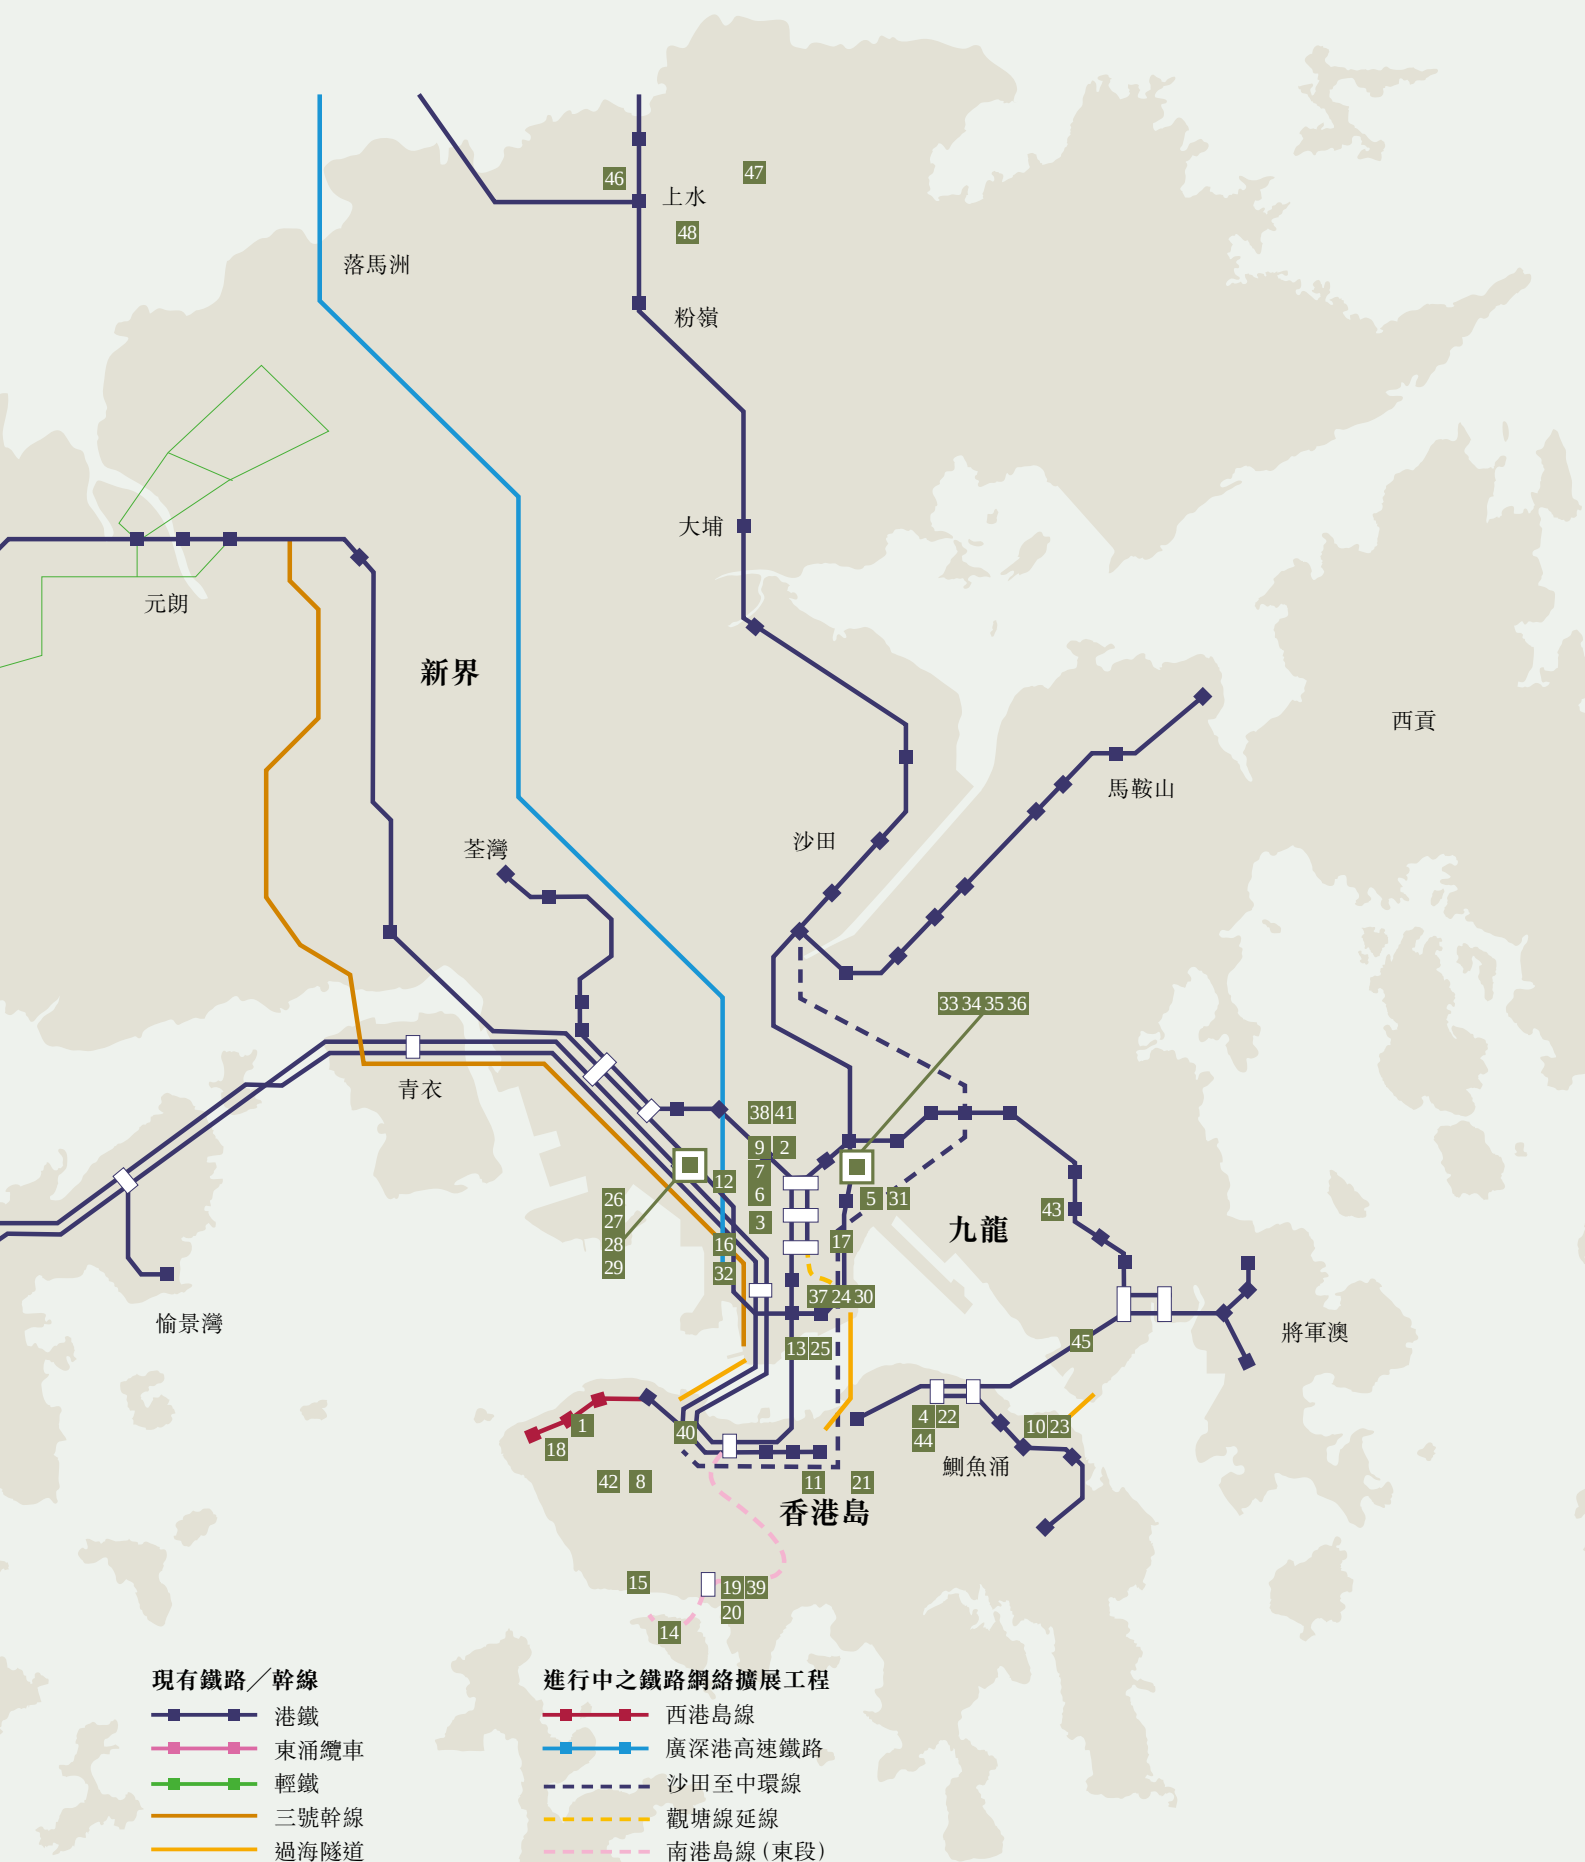 46
47
上水
48
落馬洲
粉嶺
大埔
元朗
新界
西貢
馬鞍山
沙田
荃灣
33 34 35 36
青衣
38 41
9 2
7
12
6
26
5 31
43
27
3
九龍
28
16
17
29
32
37 24 30
愉景灣
將軍澳
45
13 25
1
4 22
10 23
40
44
18
鰂魚涌
42 8
11 21
香港島
15
19 39
20
14
現有鐵路／幹線
港鐵
東涌纜車
輕鐵
三號幹線
過海隧道
進行中之鐵路網絡擴展工程
西港島線
廣深港高速鐵路
沙田至中環線
觀塘線延線
南港島線 (東段)